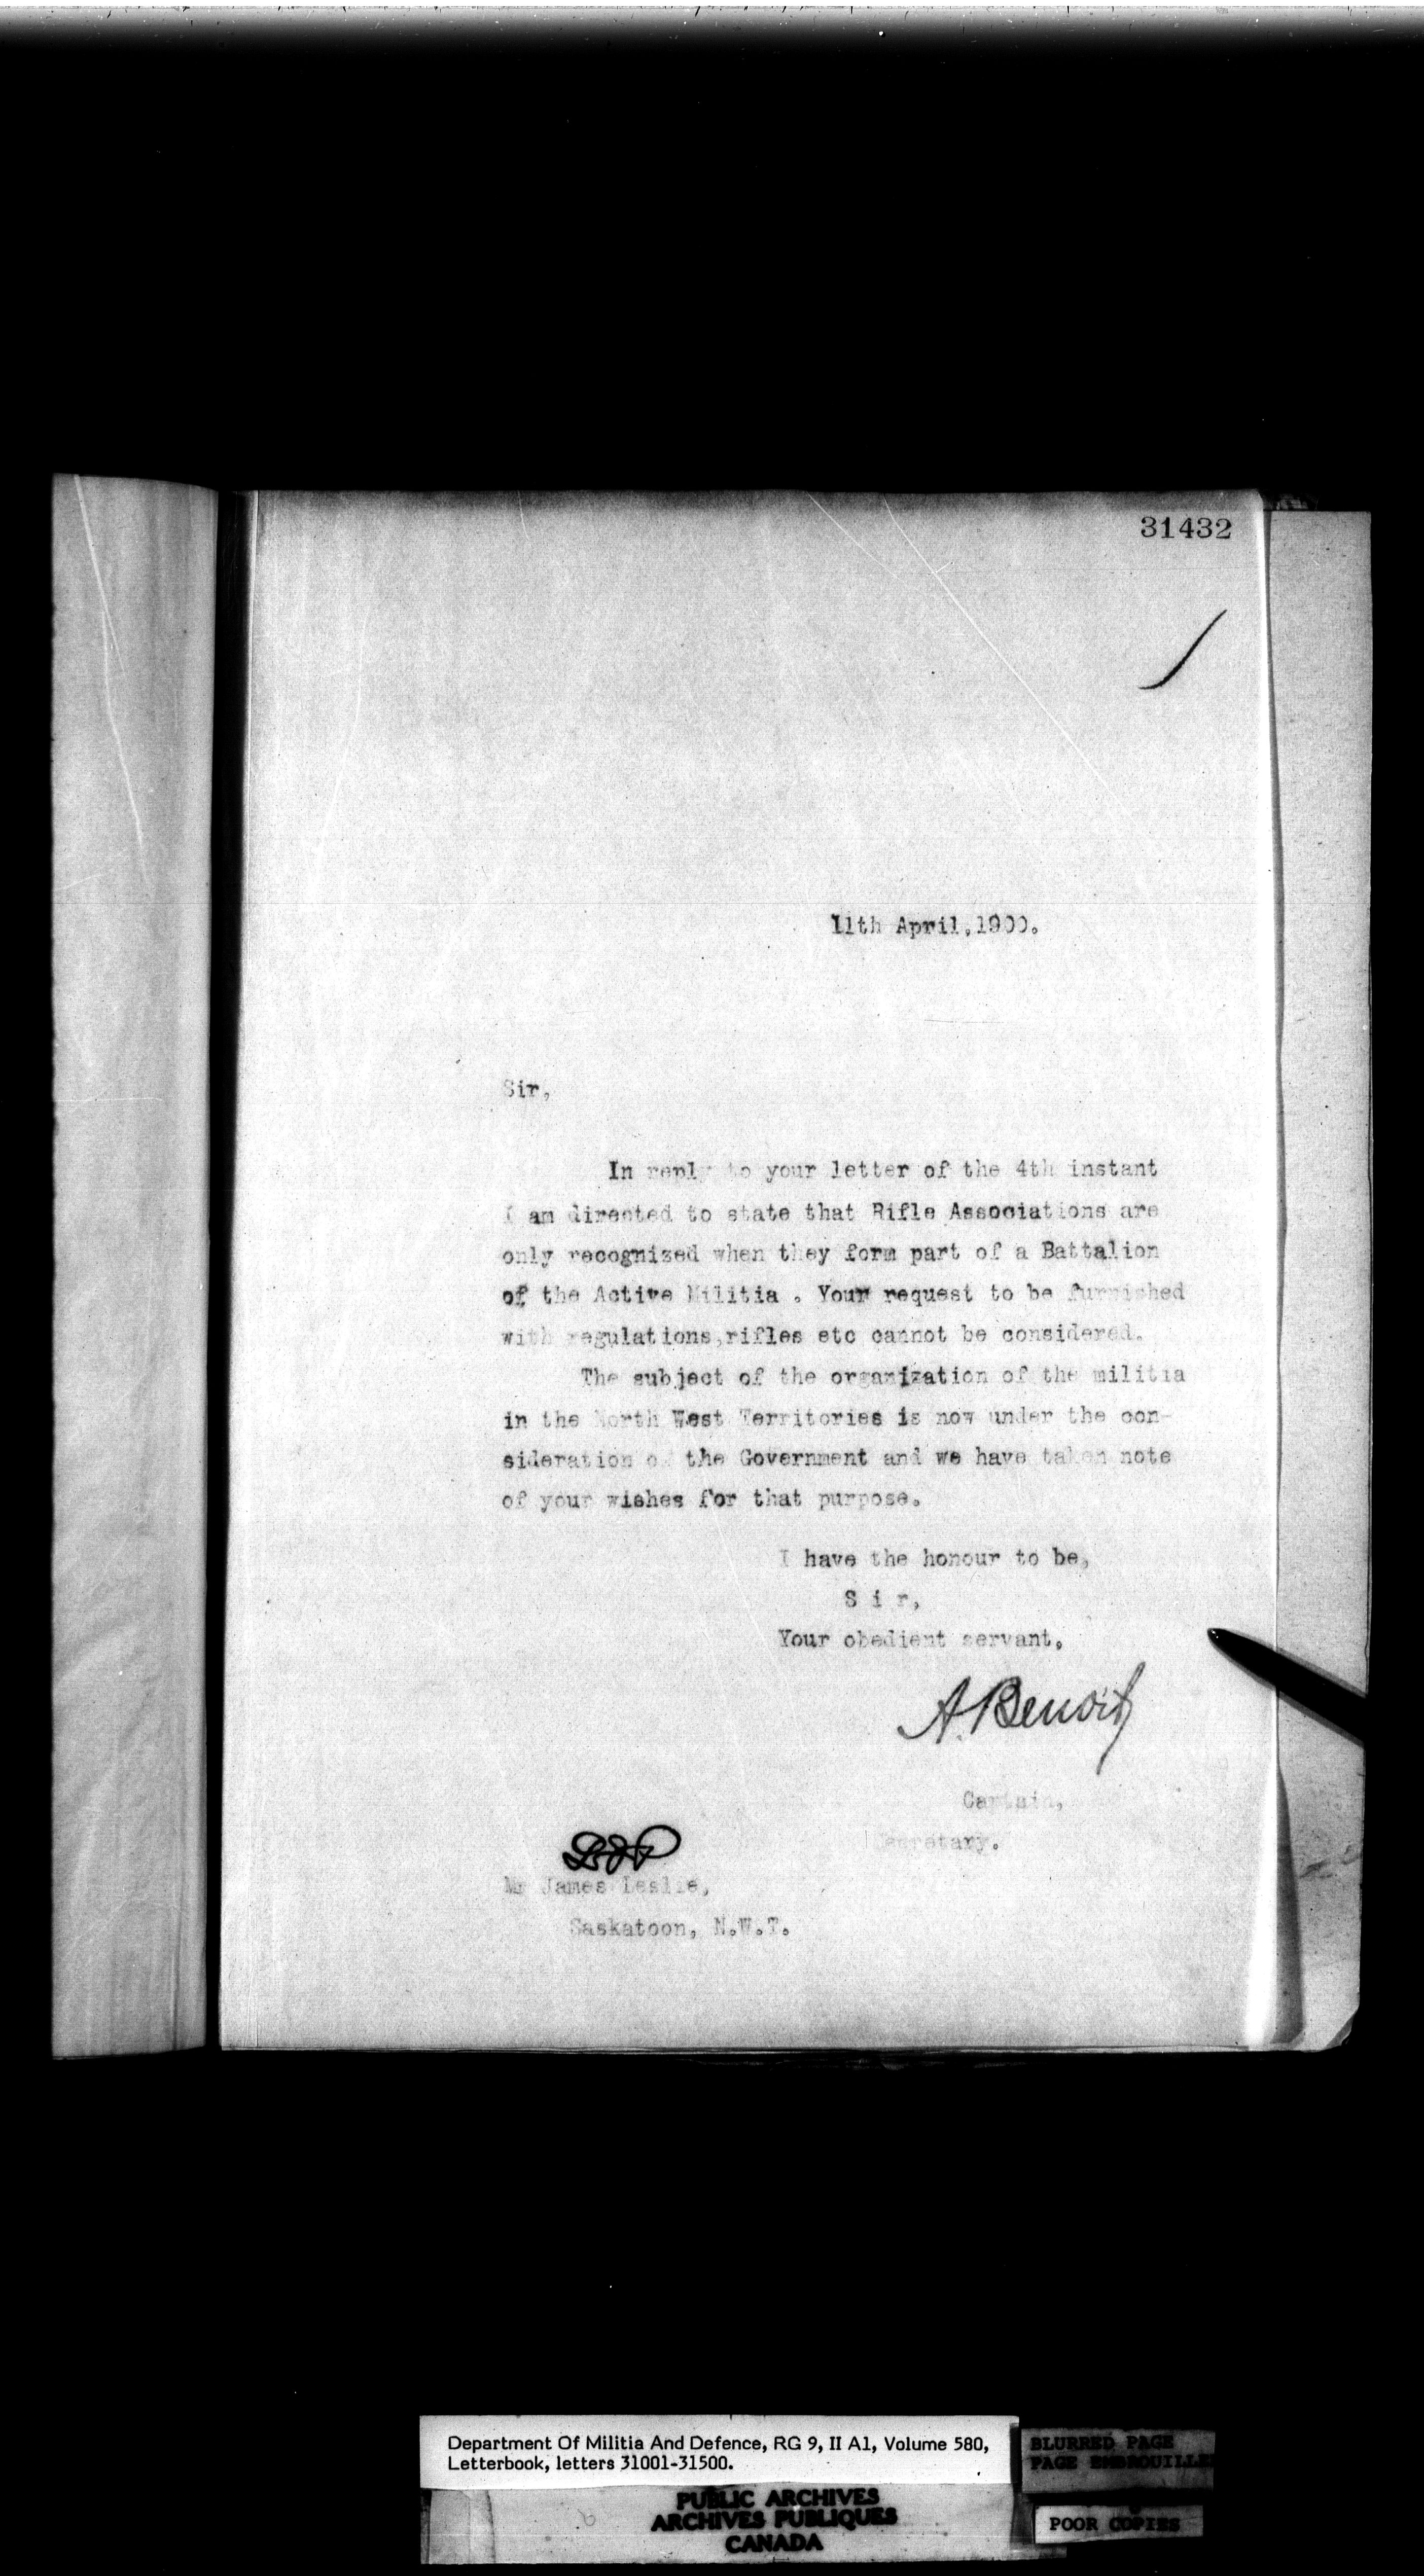 31432
11th April,1900.
Sir,
In reply to your letter of the 4th instant
I am directed to state that Rifle Associations are
only recognized when they form part of a Battalion
of the Active Militia . Your request to be furnished
with regulations,rifles etc cannot be considered.
The subject of the organization of the militia
in the North West Territories is now under the con-
sideration of the Government and we have taken note
of your wishes for that purpose.
I have the honour to be,
S i r,
Your obedient servant,
A. Benoit
Captain,
Secretary.
Mr James Leslie,
Saskatoon, N.W.T.
Department Of Militia And Defence, RG 9, II A1, Volume 580,
Letterbook, letters 31001-31500.
BLURRED PAGE
PAGE EMBROUILLE
PUBLIC ARCHIVES
ARCHIVES PUBLIQUES
CANADA
POOR COPIES